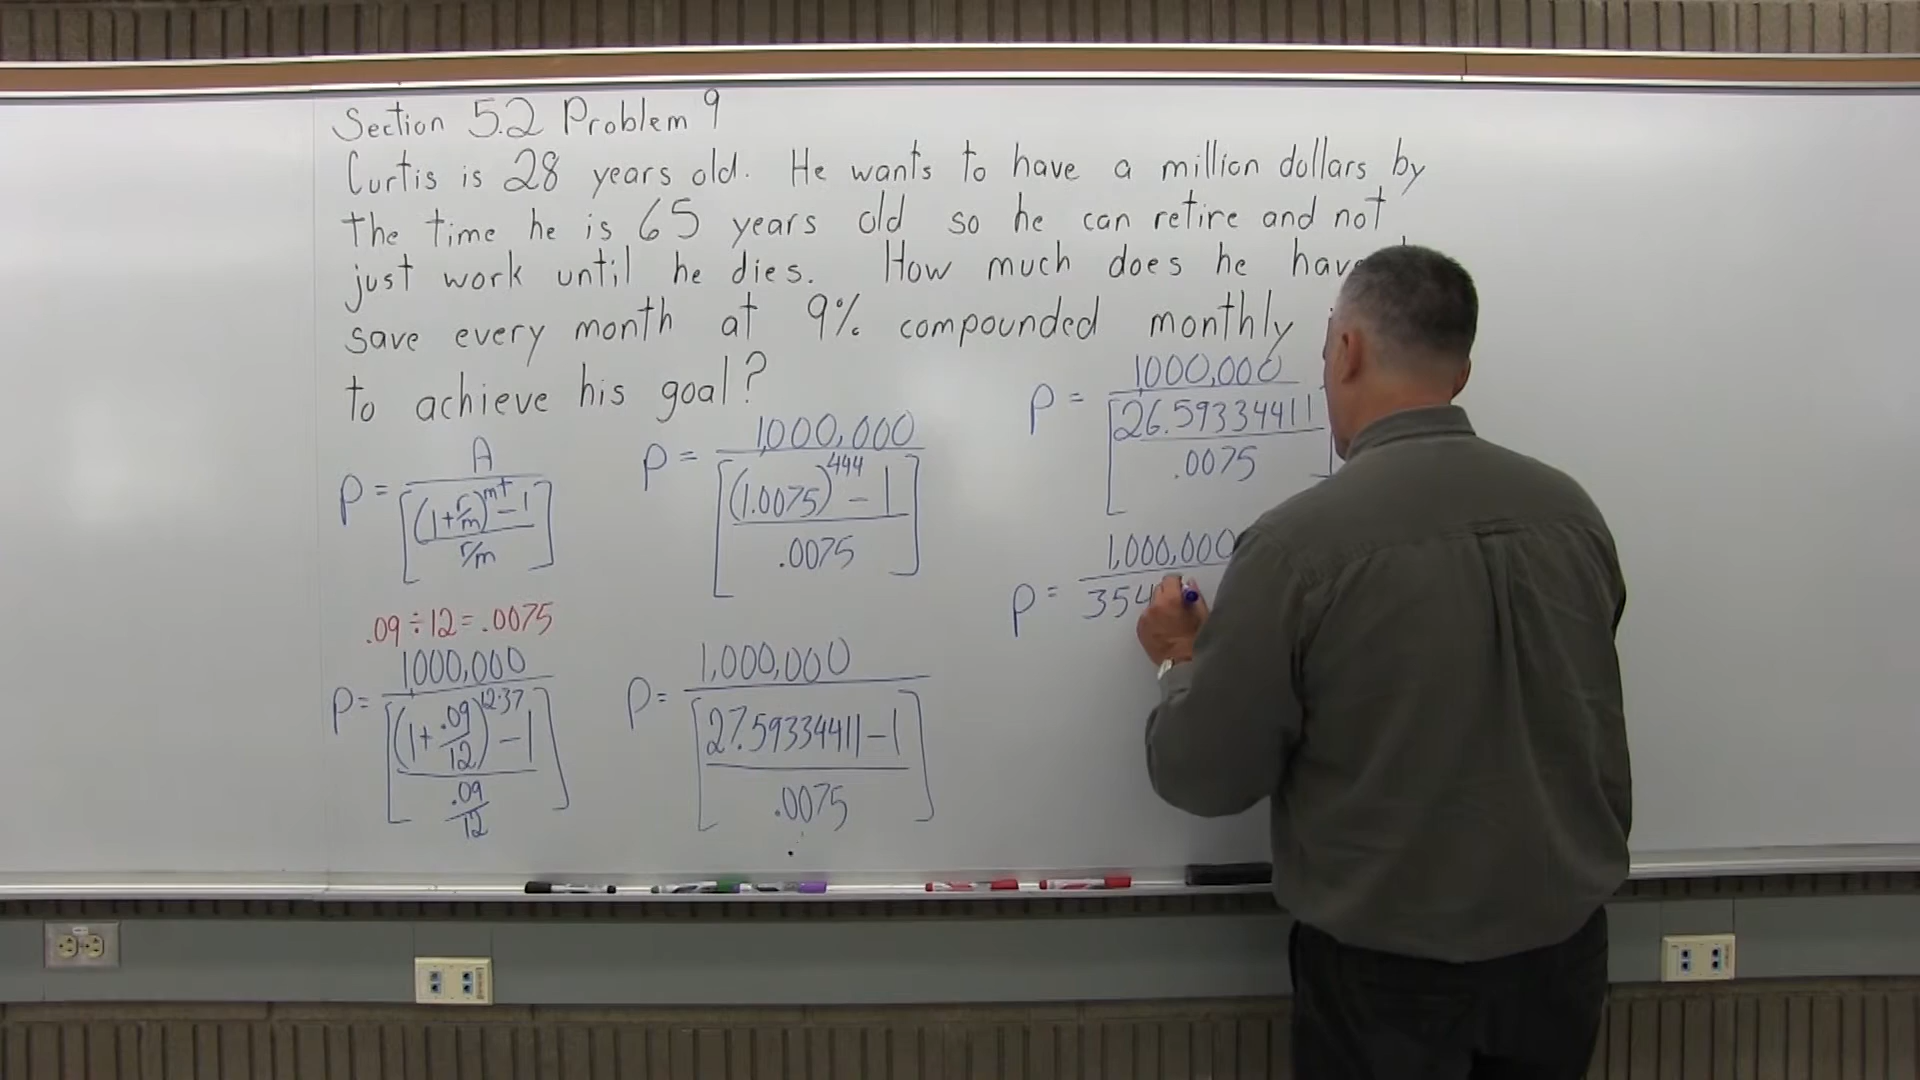 Section 5.2 Problem 9
Curtis is 28 years old. He wants to have a million dollars by
the time he is 65 years old so he can retire and not
just work until he dies. How much does he have
save every month at 9% compounded monthly
to achieve his goal?
P = A / [((1+r/m)^mt - 1) / (r/m)]
.09 ÷ 12 = .0075
P = 1000,000 / [((1+.09/12)^12·37 - 1) / (.09/12)]
P = 1,000,000 / [((1.0075)^444 - 1) / .0075]
P = 1,000,000 / [(27.59334411 - 1) / .0075]
P = 1000,000 / [26.59334411 / .0075]
P = 1,000,000 / 354